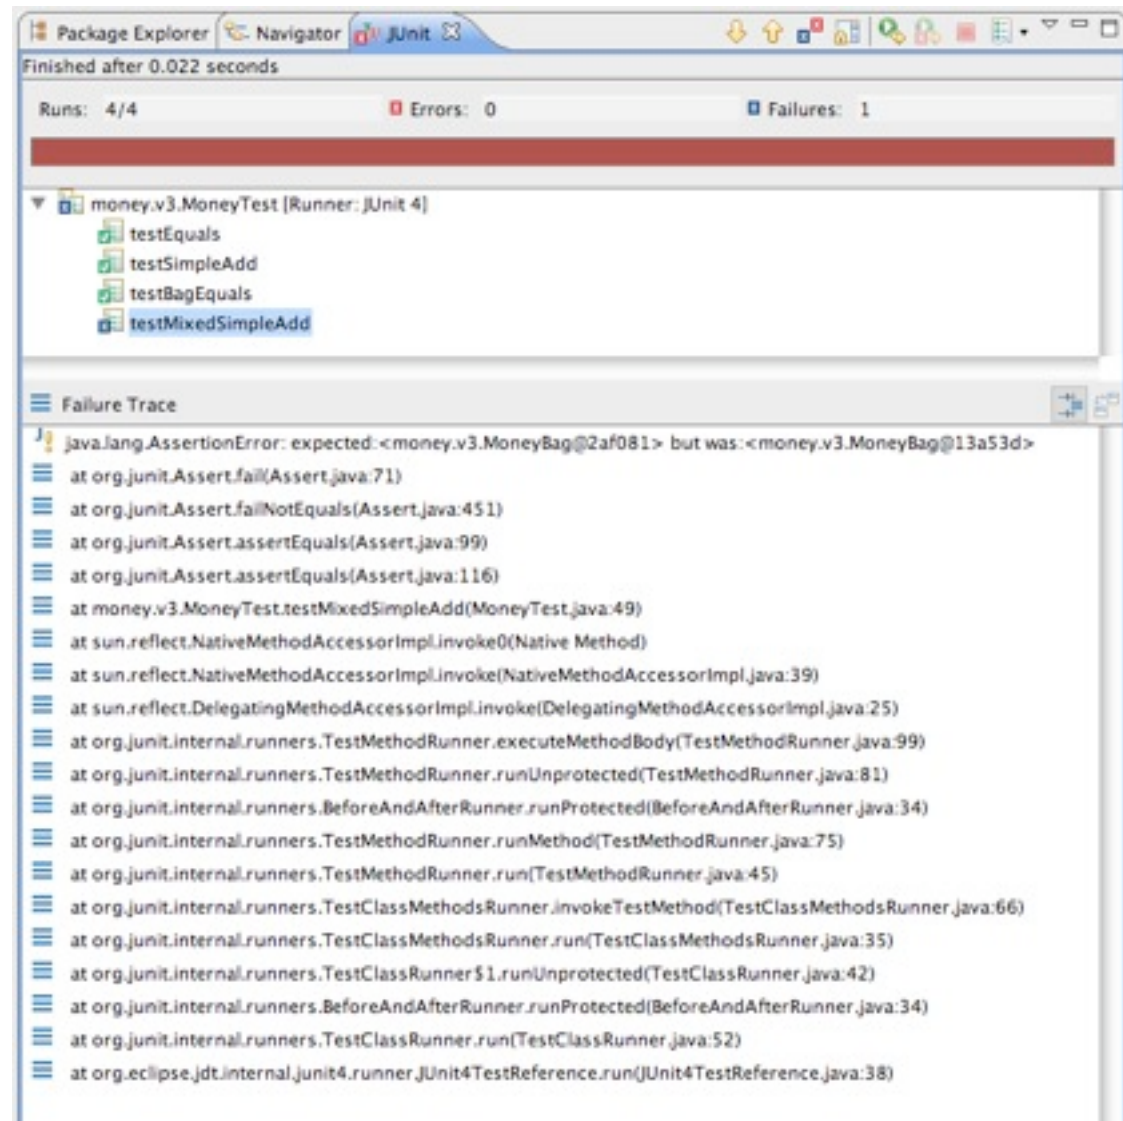 Package Explorer Navigator JUnit
Finished after 0.022 seconds
Runs: 4/4 Errors: 0 Failures: 1
money.v3.MoneyTest [Runner: JUnit 4]
testEquals
testSimpleAdd
testBagEquals
testMixedSimpleAdd
Failure Trace
java.lang.AssertionError: expected:<money.v3.MoneyBag@2af081> but was:<money.v3.MoneyBag@13a53d>
at org.junit.Assert.fail(Assert.java:71)
at org.junit.Assert.failNotEquals(Assert.java:451)
at org.junit.Assert.assertEquals(Assert.java:99)
at org.junit.Assert.assertEquals(Assert.java:116)
at money.v3.MoneyTest.testMixedSimpleAdd(MoneyTest.java:49)
at sun.reflect.NativeMethodAccessorImpl.invoke0(Native Method)
at sun.reflect.NativeMethodAccessorImpl.invoke(NativeMethodAccessorImpl.java:39)
at sun.reflect.DelegatingMethodAccessorImpl.invoke(DelegatingMethodAccessorImpl.java:25)
at org.junit.internal.runners.TestMethodRunner.executeMethodBody(TestMethodRunner.java:99)
at org.junit.internal.runners.TestMethodRunner.runUnprotected(TestMethodRunner.java:81)
at org.junit.internal.runners.BeforeAndAfterRunner.runProtected(BeforeAndAfterRunner.java:34)
at org.junit.internal.runners.TestMethodRunner.runMethod(TestMethodRunner.java:75)
at org.junit.internal.runners.TestMethodRunner.run(TestMethodRunner.java:45)
at org.junit.internal.runners.TestClassMethodsRunner.invokeTestMethod(TestClassMethodsRunner.java:66)
at org.junit.internal.runners.TestClassMethodsRunner.run(TestClassMethodsRunner.java:35)
at org.junit.internal.runners.TestClassRunner$1.runUnprotected(TestClassRunner.java:42)
at org.junit.internal.runners.BeforeAndAfterRunner.runProtected(BeforeAndAfterRunner.java:34)
at org.junit.internal.runners.TestClassRunner.run(TestClassRunner.java:52)
at org.eclipse.jdt.internal.junit4.runner.JUnit4TestReference.run(JUnit4TestReference.java:38)